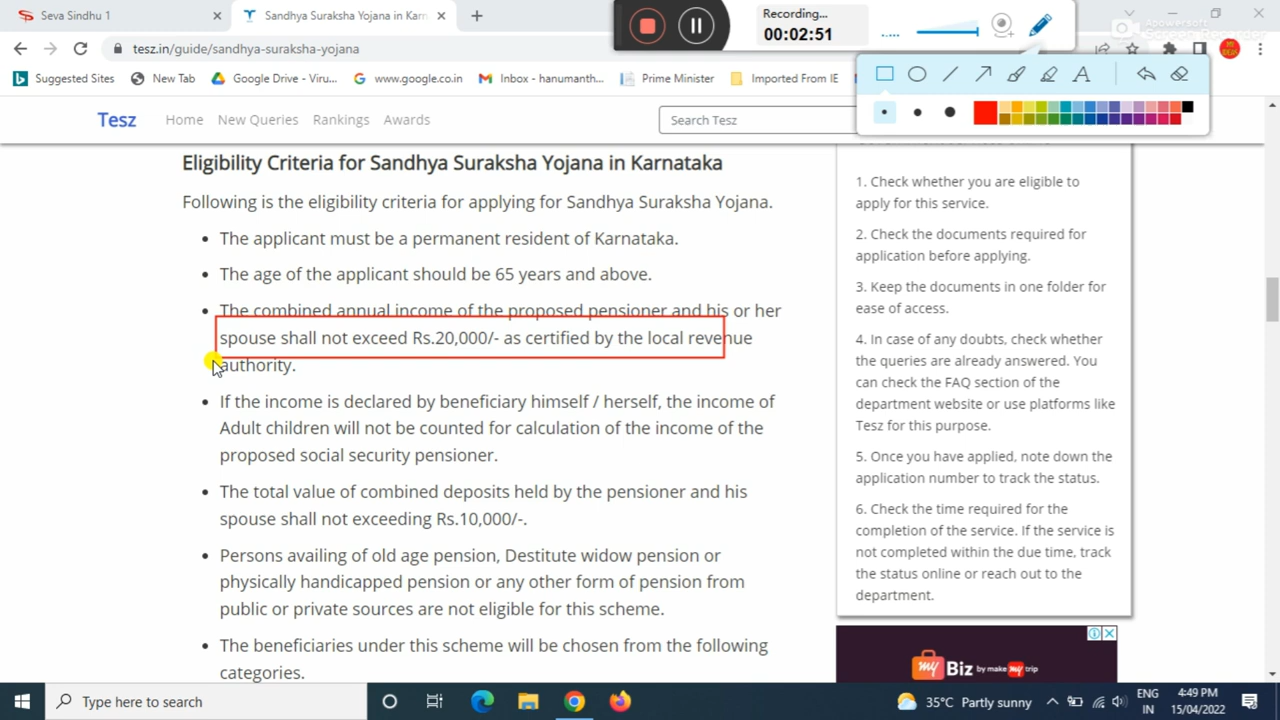 Seva Sindhu 1
Sandhya Suraksha Yojana in Karn
Recording...
00:02:51
Apowersoft
Screen Recorder
tesz.in/guide/sandhya-suraksha-yojana
Suggested Sites
New Tab
Google Drive - Viru...
www.google.co.in
Inbox - hanumanth...
Prime Minister
Imported From IE
A
Tesz
Home
New Queries
Rankings
Awards
Search Tesz
Eligibility Criteria for Sandhya Suraksha Yojana in Karnataka
Following is the eligibility criteria for applying for Sandhya Suraksha Yojana.
The applicant must be a permanent resident of Karnataka.
The age of the applicant should be 65 years and above.
The combined annual income of the proposed pensioner and his or her
spouse shall not exceed Rs.20,000/- as certified by the local revenue
authority.
If the income is declared by beneficiary himself / herself, the income of
Adult children will not be counted for calculation of the income of the
proposed social security pensioner.
The total value of combined deposits held by the pensioner and his
spouse shall not exceeding Rs.10,000/-.
Persons availing of old age pension, Destitute widow pension or
physically handicapped pension or any other form of pension from
public or private sources are not eligible for this scheme.
The beneficiaries under this scheme will be chosen from the following
categories.
1. Check whether you are eligible to
apply for this service.
2. Check the documents required for
application before applying.
3. Keep the documents in one folder for
ease of access.
4. In case of any doubts, check whether
the queries are already answered. You
can check the FAQ section of the
department website or use platforms like
Tesz for this purpose.
5. Once you have applied, note down the
application number to track the status.
6. Check the time required for the
completion of the service. If the service is
not completed within the due time, track
the status online or reach out to the
department.
my Biz by make my trip
Type here to search
35°C Partly sunny
ENG
IN
4:49 PM
15/04/2022